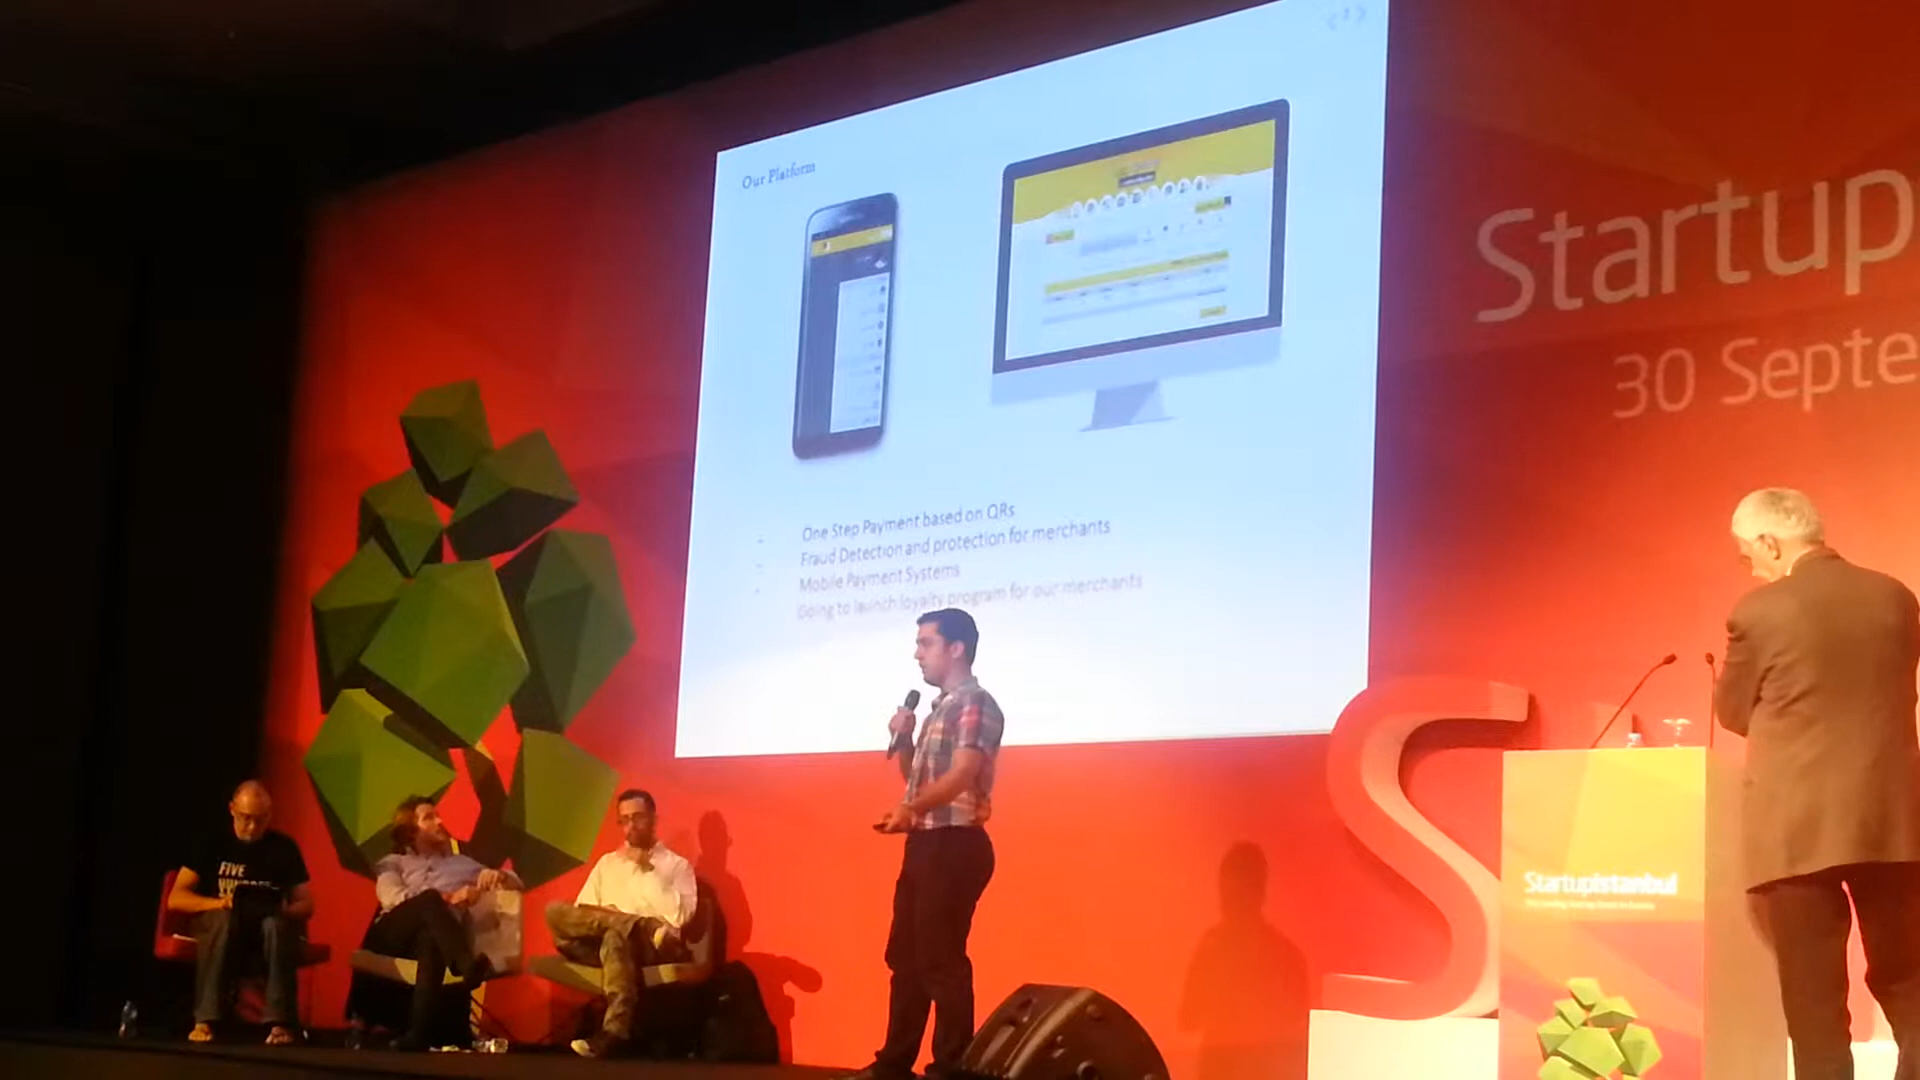 Our Platform
One Step Payment based on QRs
Fraud Detection and protection for merchants
Mobile Payment Systems
Going to launch loyalty program for our merchants
Startup
30 Septe
FIVE
HUNDRED
StartupIstanbul